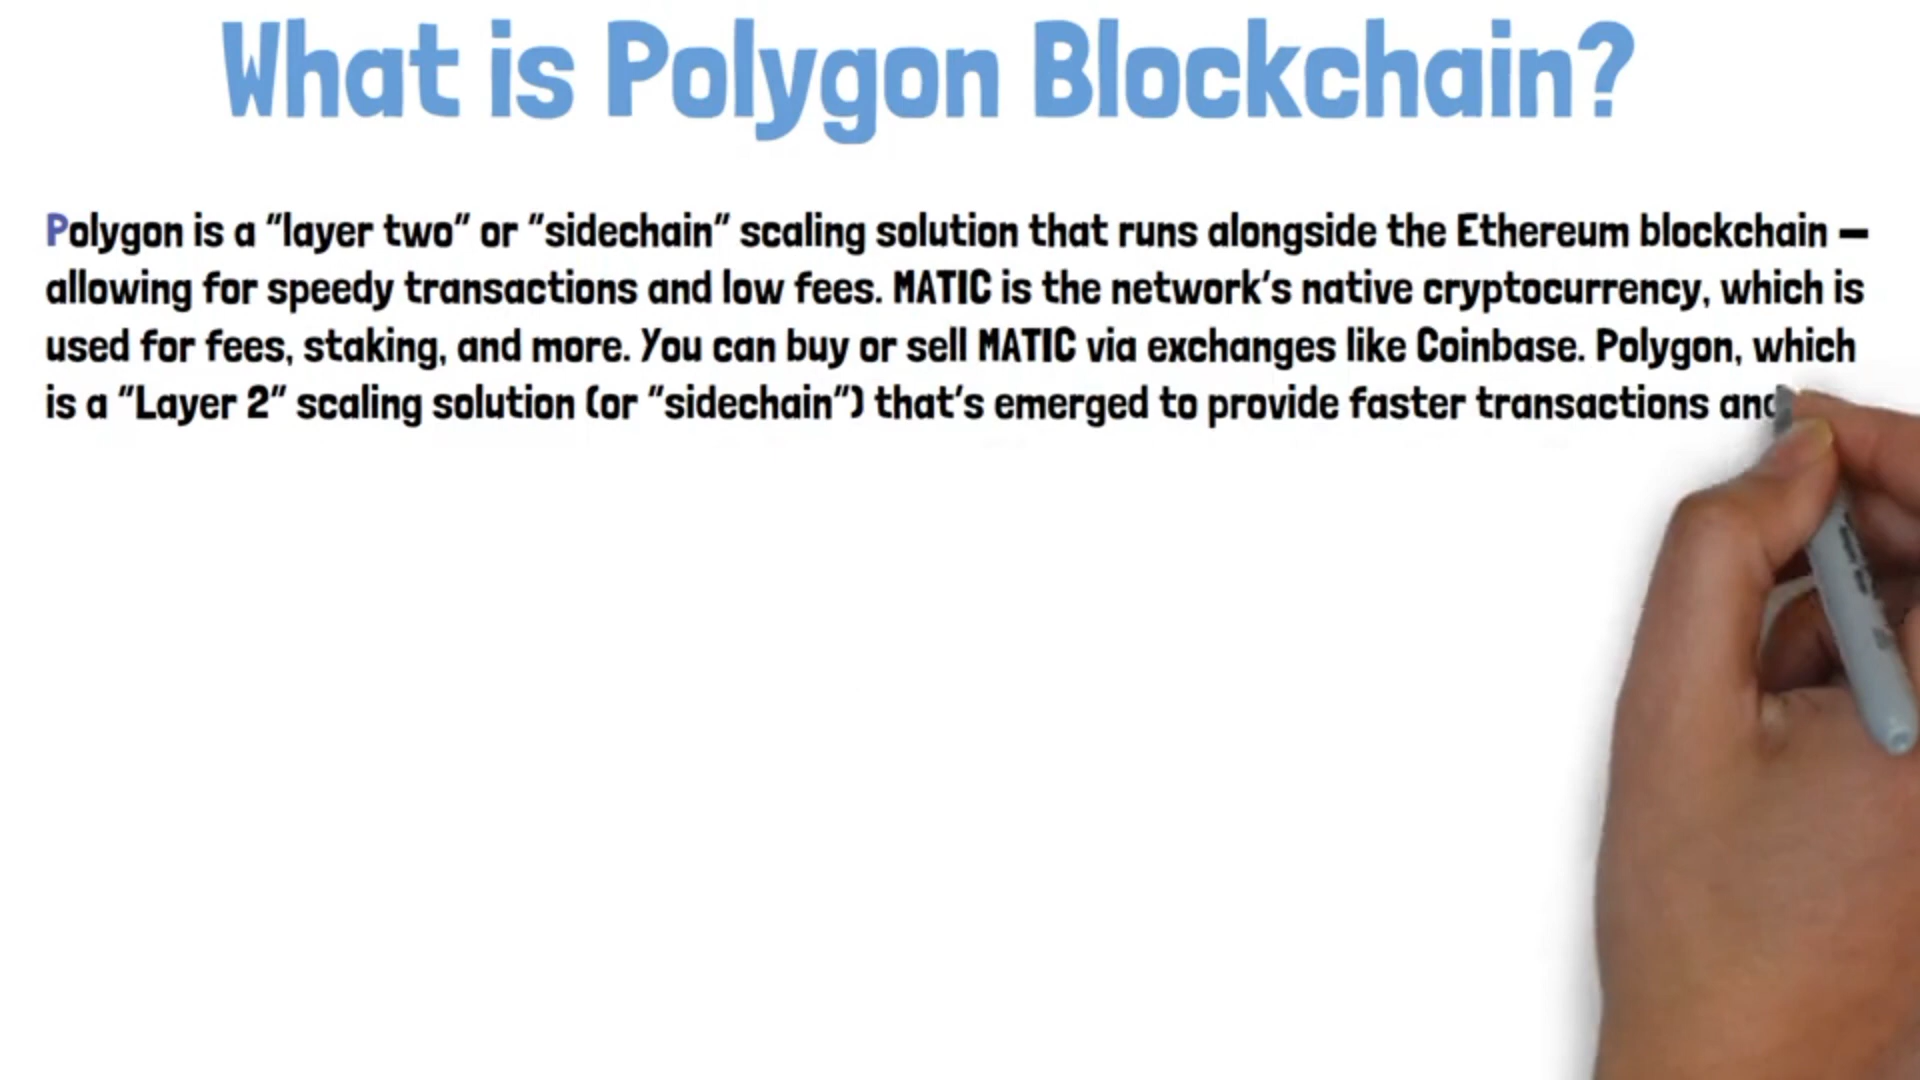 What is Polygon Blockchain?
Polygon is a “layer two” or “sidechain” scaling solution that runs alongside the Ethereum blockchain —
allowing for speedy transactions and low fees. MATIC is the network’s native cryptocurrency, which is
used for fees, staking, and more. You can buy or sell MATIC via exchanges like Coinbase. Polygon, which
is a “Layer 2” scaling solution (or “sidechain”) that’s emerged to provide faster transactions and